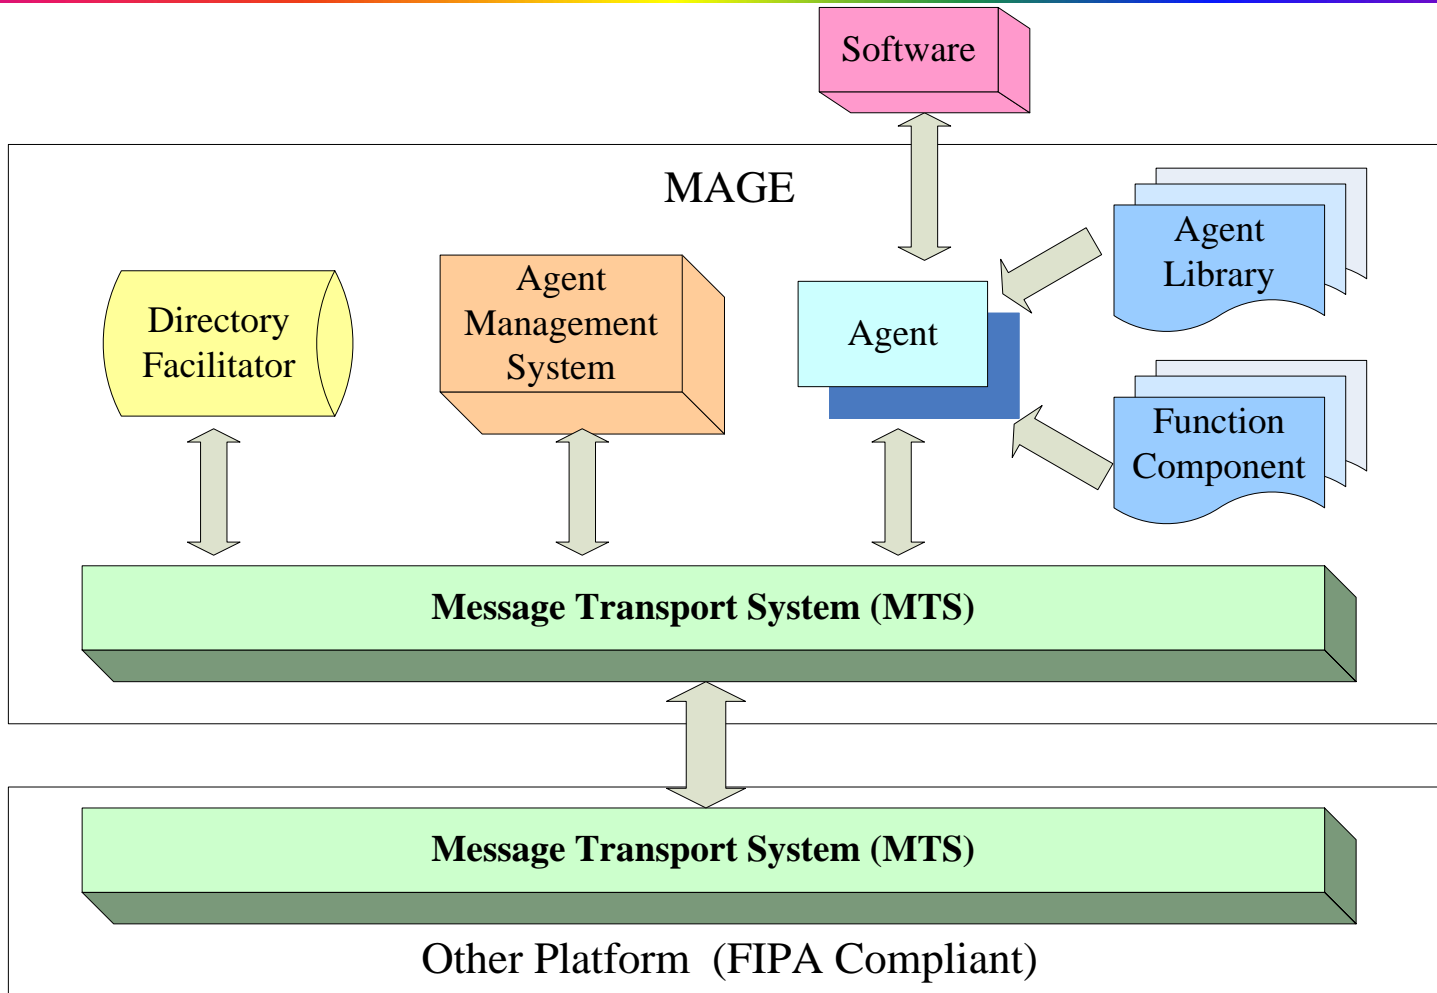 Software
MAGE
Agent
Library
Agent
Management
System
Directory
Facilitator
Agent
Function
Component
Message Transport System (MTS)
Message Transport System (MTS)
Other Platform (FIPA Compliant)